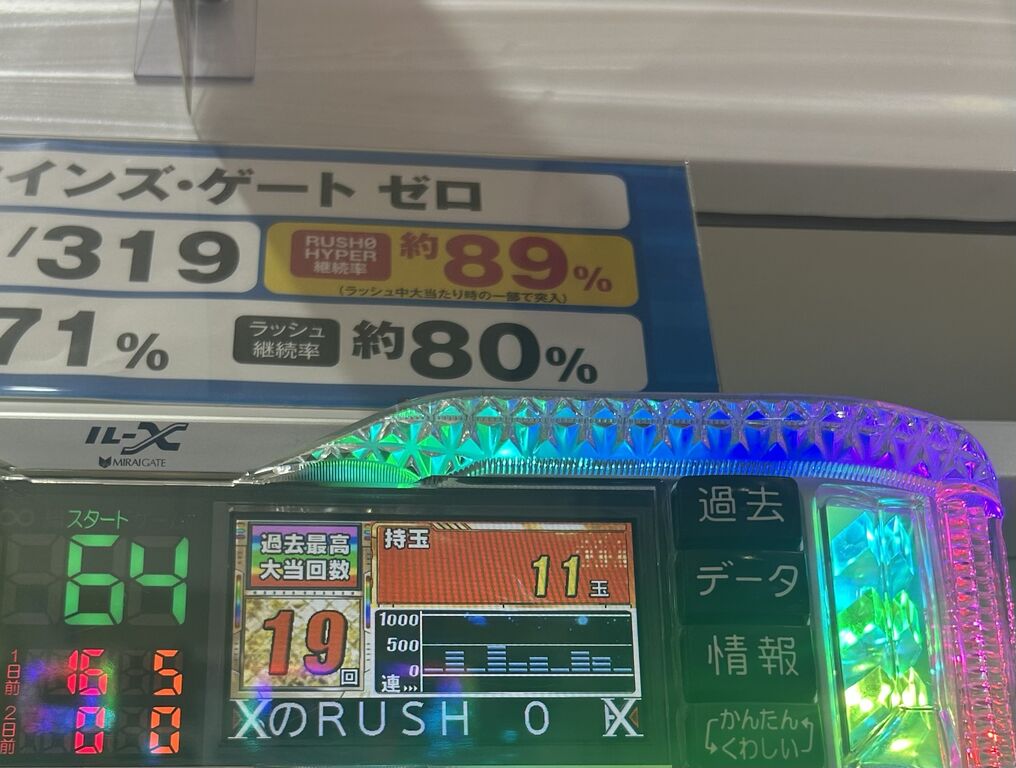 インズ・ゲート ゼロ
/319
RUSH0
HYPER
継続率
約89%
(ラッシュ中大当たり時の一部で突入)
71%
ラッシュ
継続率
約80%
IL-X
MIRAIGATE
スタート
64
1日前
16 5
2日前
0 0
過去最高
大当回数
19回
持玉
11玉
1000
500
0
連
XのRUSH 0
過去
データ
情報
かんたん
くわしい